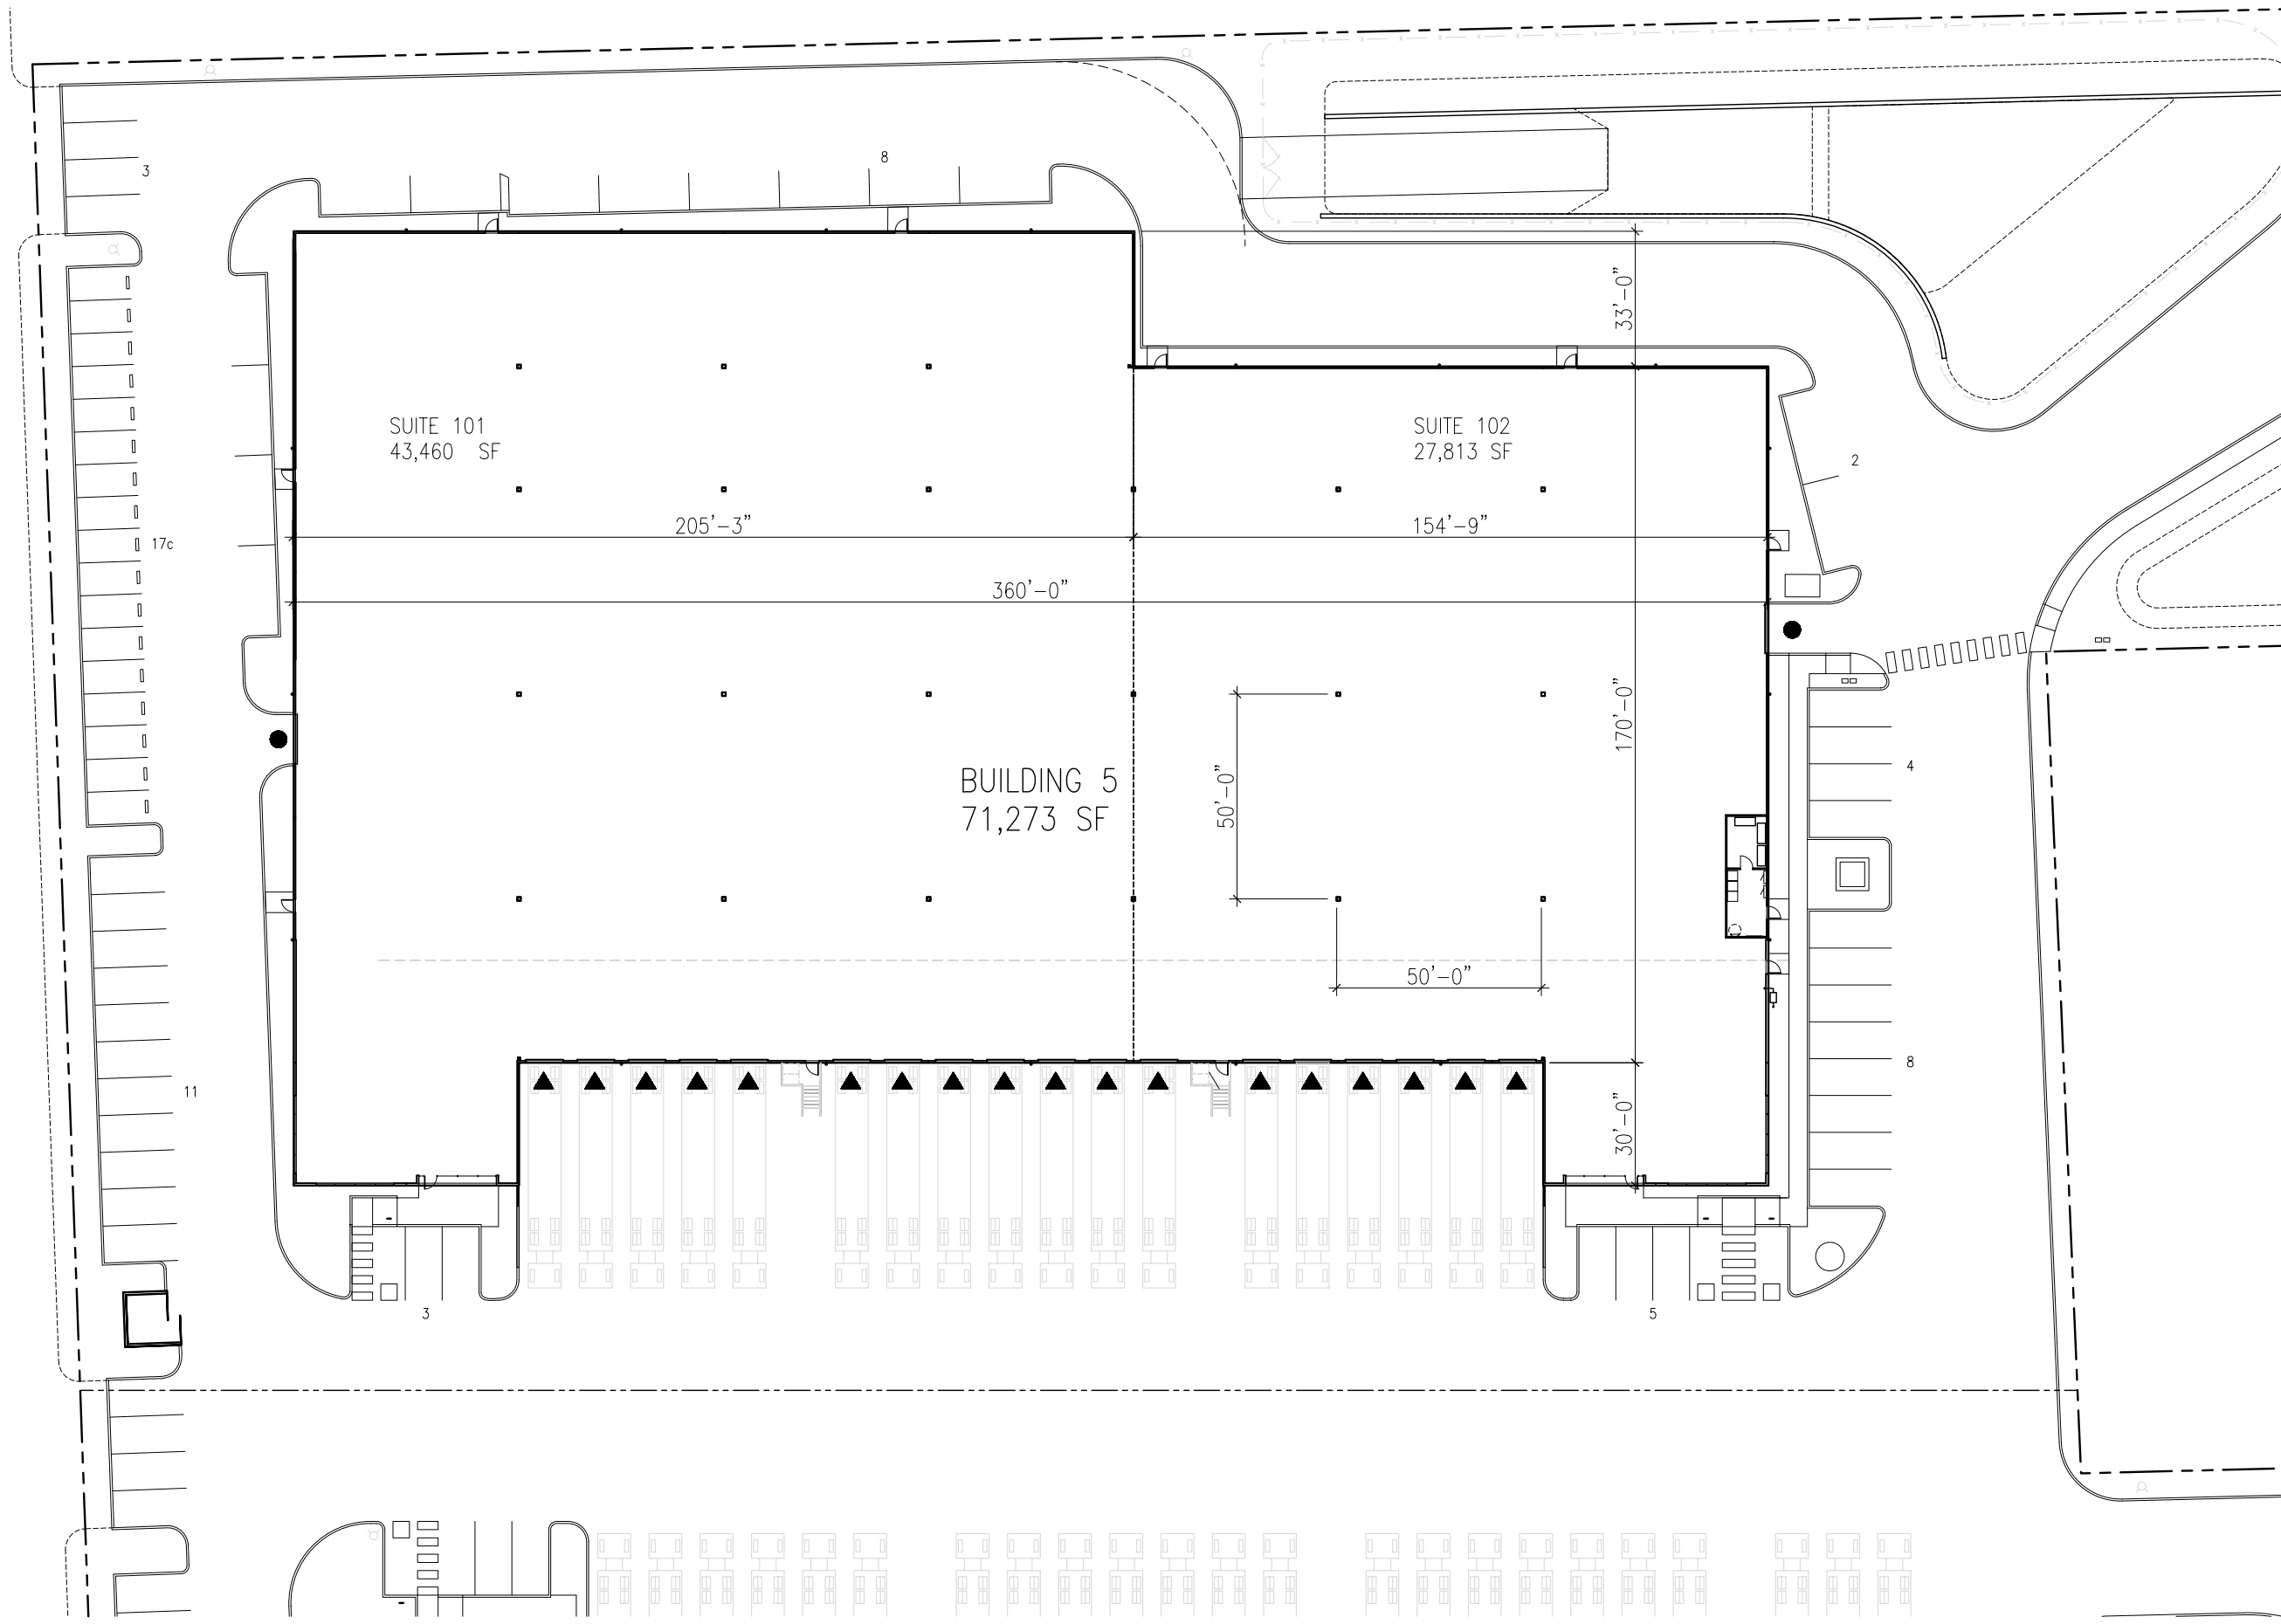 8
3
33'-0"
SUITE 101
43,460 SF
SUITE 102
27,813 SF
2
205'-3"
154'-9"
17c
360'-0"
170'-0"
4
BUILDING 5
71,273 SF
50'-0"
50'-0"
8
11
30'-0"
3
5